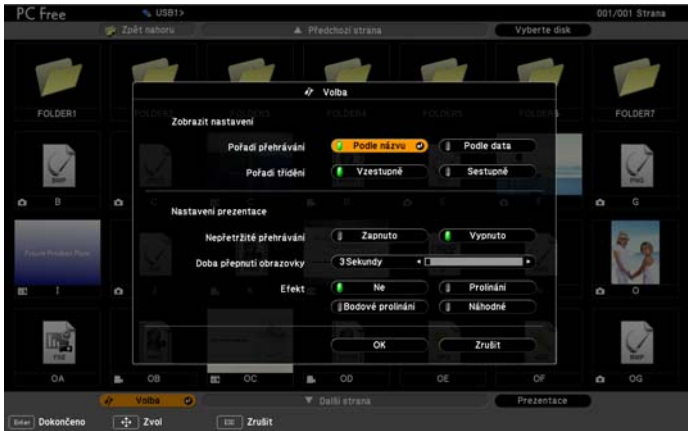 PC Free USB1> 001/001 Strana
Zpět nahoru Předchozí strana Vyberte disk
FOLDER1 FOLDER7
Volba
Zobrazit nastavení
Pořadí přehrávání Podle názvu Podle data
Pořadí třídění Vzestupně Sestupně
B G
Nastavení prezentace
Nepřetržité přehrávání Zapnuto Vypnuto
Doba přepnutí obrazovky 3Sekundy
I O
Efekt Ne Prolínání
Bodové prolínání Náhodné
OK Zrušit
OA OB OC OD OE OF OG
Volba Další strana Prezentace
Enter Dokončeno Zvol Esc Zrušit